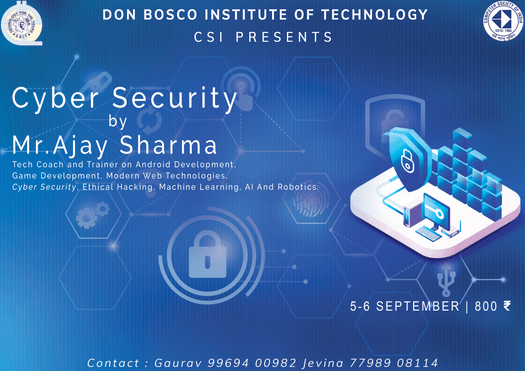 DON BOSCO INSTITUTE OF TECHNOLOGY
CSI PRESENTS
Cyber Security
by
Mr.Ajay Sharma
Tech Coach and Trainer on Android Development,
Game Development, Modern Web Technologies,
Cyber Security, Ethical Hacking, Machine Learning, AI And Robotics.
5-6 SEPTEMBER | 800 ₹
Contact : Gaurav 99694 00982 Jevina 77989 08114